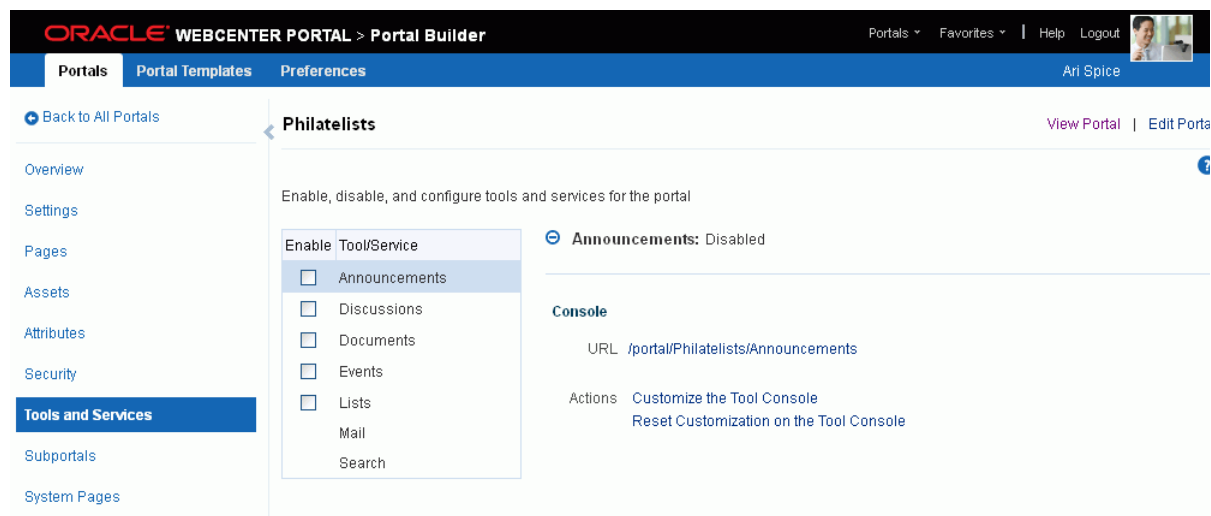 ORACLE WEBCENTER PORTAL > Portal Builder
Portals Favorites | Help Logout
Portals Portal Templates Preferences Ari Spice
Back to All Portals
Philatelists
View Portal | Edit Porta
Overview
Settings
Pages
Assets
Attributes
Security
Tools and Services
Subportals
System Pages
?
Enable, disable, and configure tools and services for the portal
Enable Tool/Service
Announcements
Discussions
Documents
Events
Lists
Mail
Search
Announcements: Disabled
Console
URL /portal/Philatelists/Announcements
Actions Customize the Tool Console
Reset Customization on the Tool Console